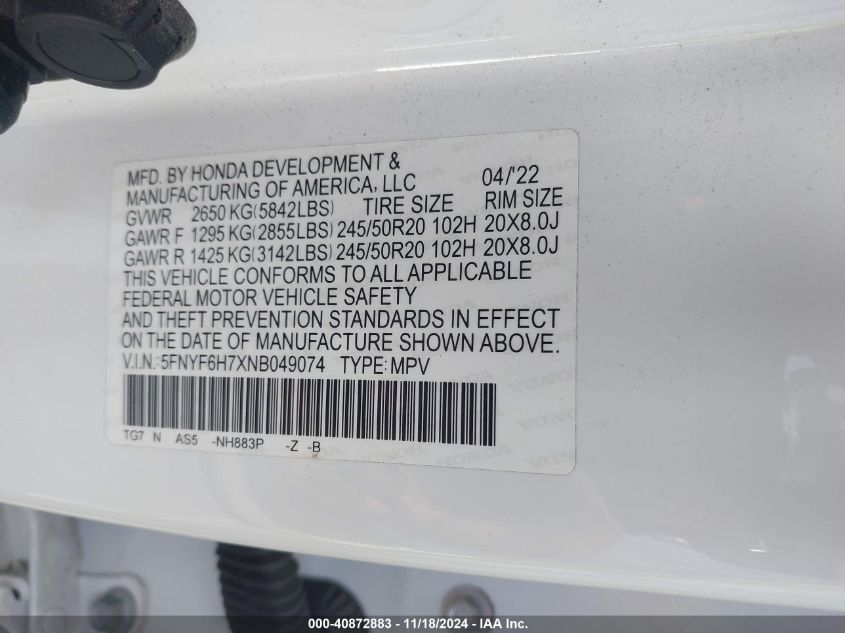 MFD. BY HONDA DEVELOPMENT &
MANUFACTURING OF AMERICA, LLC 04/'22
GVWR 2650 KG(5842LBS) TIRE SIZE RIM SIZE
GAWR F 1295 KG(2855LBS) 245/50R20 102H 20X8.0J
GAWR R 1425 KG(3142LBS) 245/50R20 102H 20X8.0J
THIS VEHICLE CONFORMS TO ALL APPLICABLE
FEDERAL MOTOR VEHICLE SAFETY
AND THEFT PREVENTION STANDARDS IN EFFECT
ON THE DATE OF MANUFACTURE SHOWN ABOVE.
V.I.N.:5FNYF6H7XNB049074 TYPE:MPV
TG7 N AS5 -NH883P -Z -B
000-40872883 - 11/18/2024 - IAA Inc.